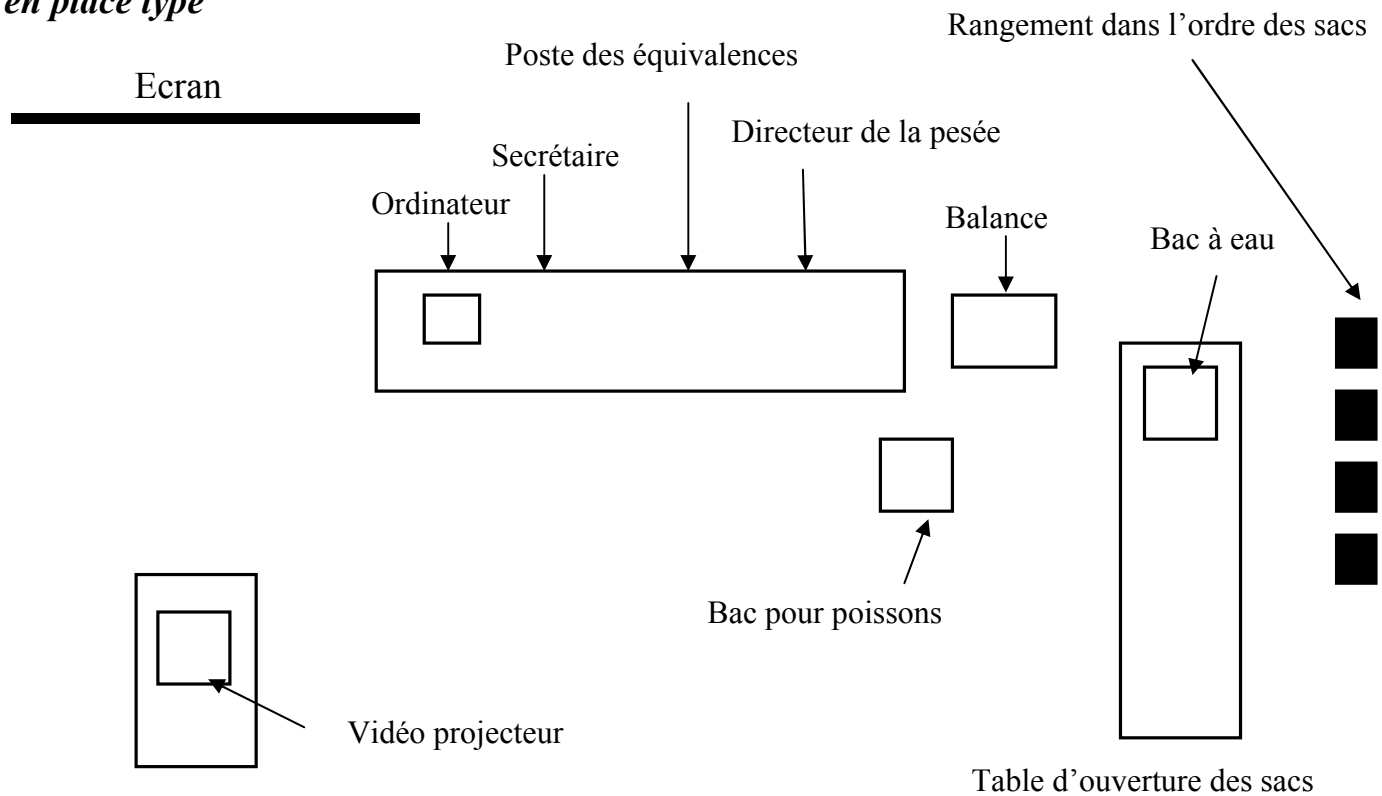 en place type
Rangement dans l’ordre des sacs
Poste des équivalences
Ecran
Directeur de la pesée
Secrétaire
Ordinateur
Balance
Bac à eau
Bac pour poissons
Vidéo projecteur
Table d’ouverture des sacs